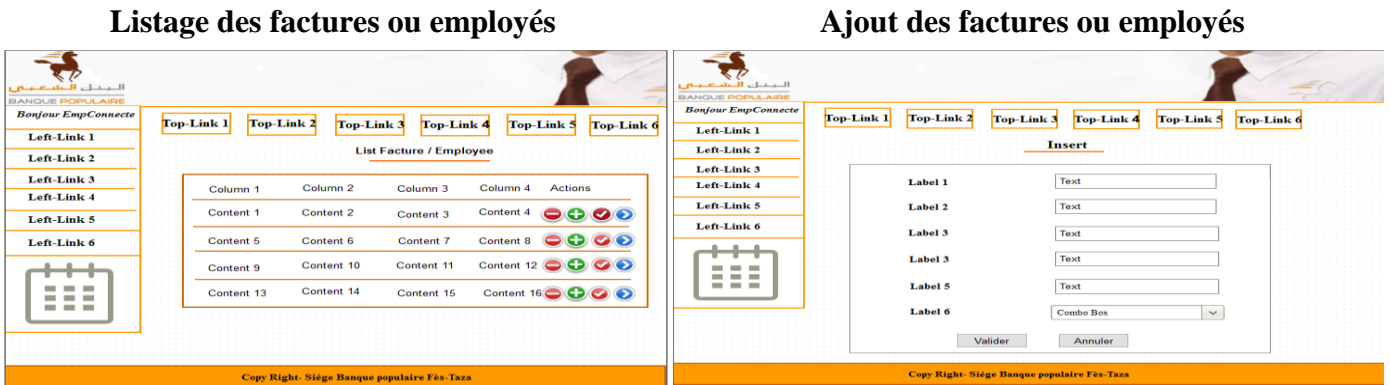 Listage des factures ou employés
البنك الشعبي
BANQUE POPULAIRE
Bonjour EmpConnecte
Left-Link 1
Left-Link 2
Left-Link 3
Left-Link 4
Left-Link 5
Left-Link 6
Top-Link 1 Top-Link 2 Top-Link 3 Top-Link 4 Top-Link 5 Top-Link 6
List Facture / Employee
Column 1 Column 2 Column 3 Column 4 Actions
Content 1 Content 2 Content 3 Content 4
Content 5 Content 6 Content 7 Content 8
Content 9 Content 10 Content 11 Content 12
Content 13 Content 14 Content 15 Content 16
Copy Right- Siége Banque populaire Fès-Taza
Ajout des factures ou employés
البنك الشعبي
BANQUE POPULAIRE
Bonjour EmpConnecte
Left-Link 1
Left-Link 2
Left-Link 3
Left-Link 4
Left-Link 5
Left-Link 6
Top-Link 1 Top-Link 2 Top-Link 3 Top-Link 4 Top-Link 5 Top-Link 6
Insert
Label 1 Text
Label 2 Text
Label 3 Text
Label 3 Text
Label 5 Text
Label 6 Combo Box
Valider Annuler
Copy Right- Siége Banque populaire Fès-Taza